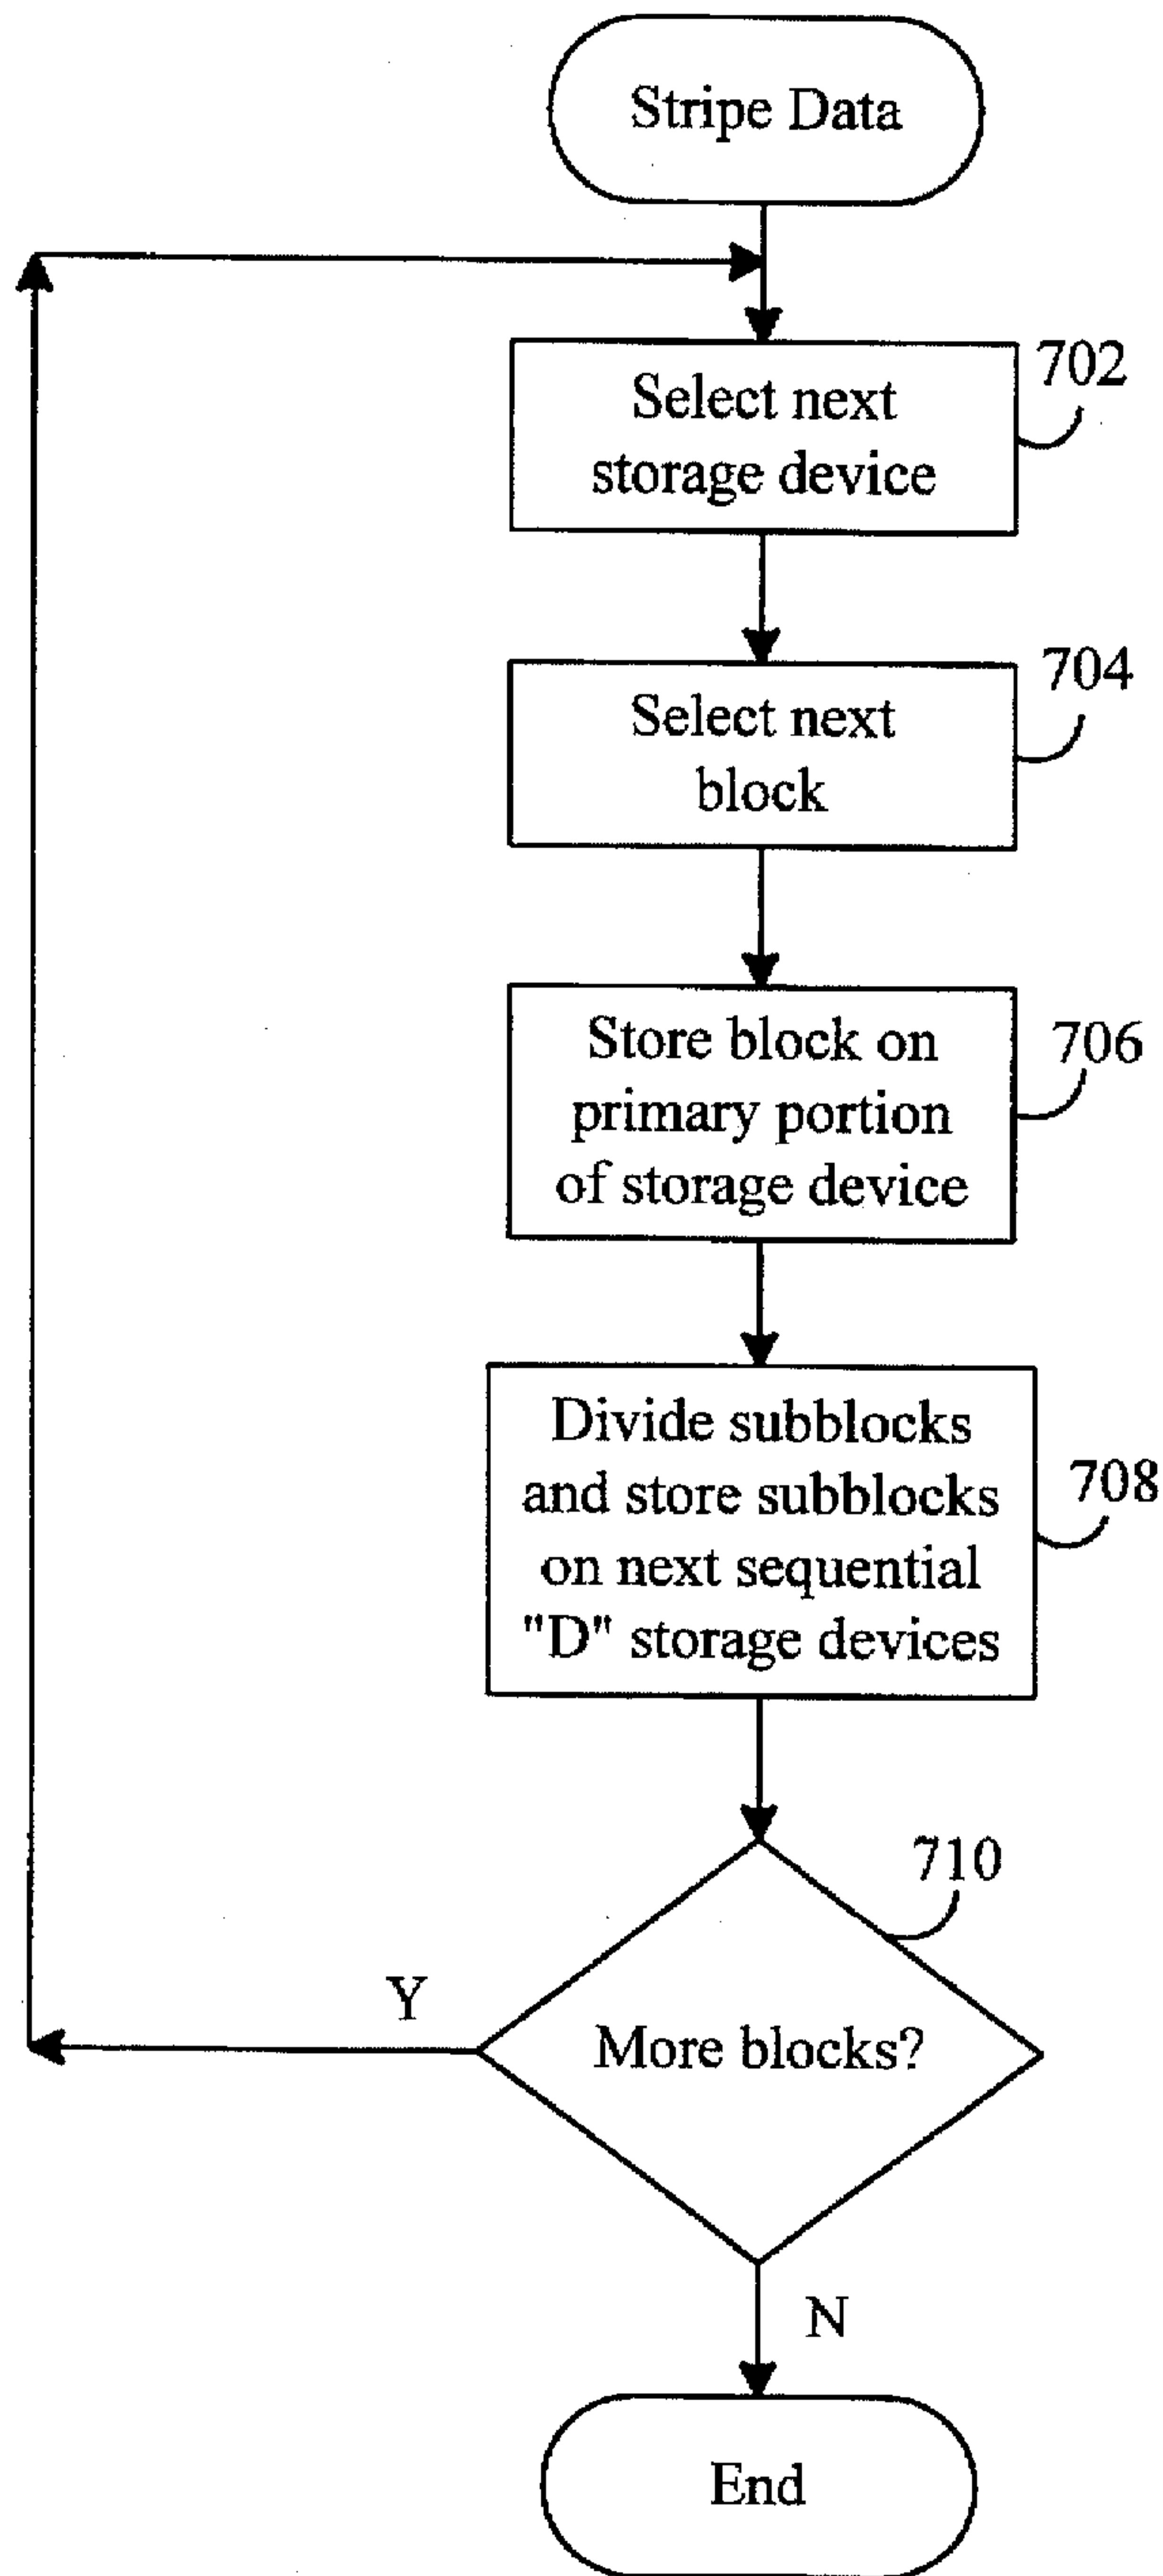 Stripe Data
702
Select next
storage device
704
Select next
block
706
Store block on
primary portion
of storage device
708
Divide subblocks
and store subblocks
on next sequential
"D" storage devices
710
Y
More blocks?
N
End